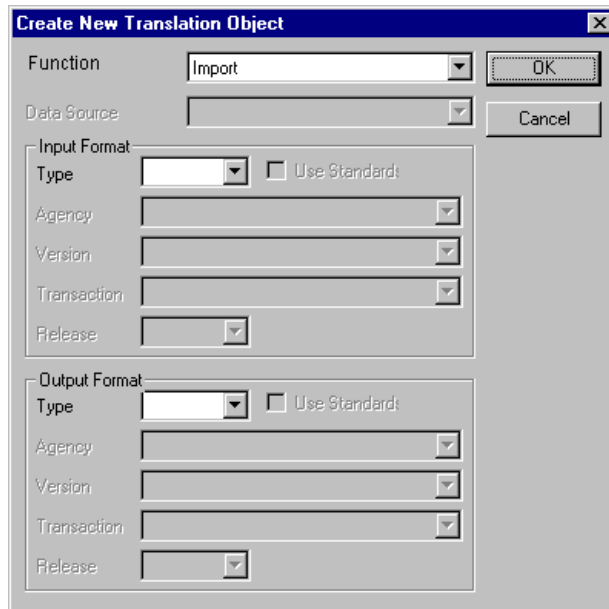 Create New Translation Object
Function Import OK
Data Source Cancel
Input Format
Type Use Standards
Agency
Version
Transaction
Release
Output Format
Type Use Standards
Agency
Version
Transaction
Release